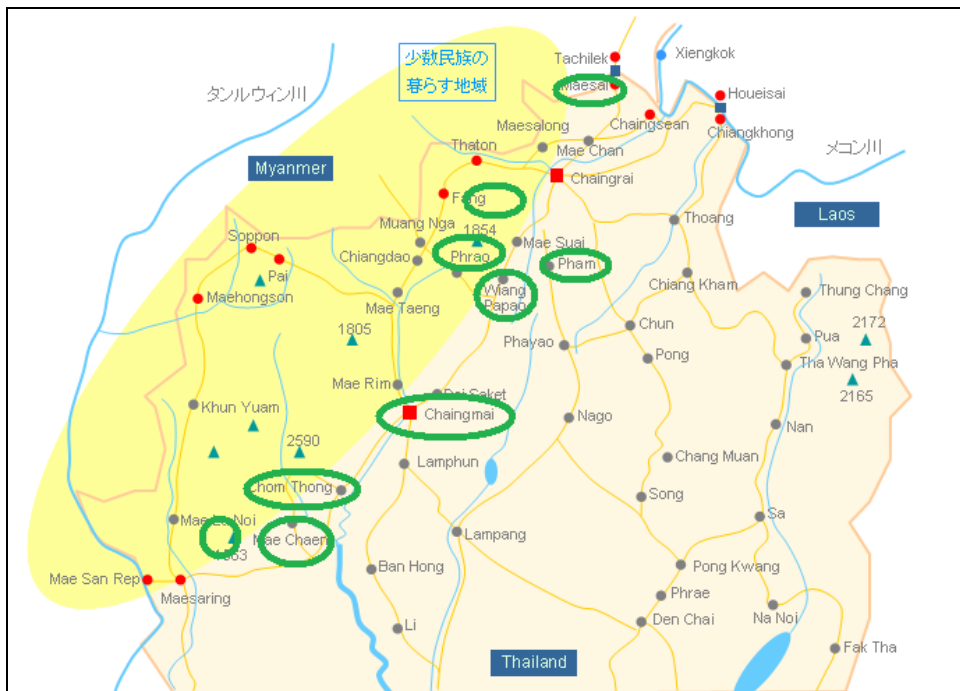 少数民族の
暮らす地域
Tachilek
Xiengkok
Maesai
Houeisai
タンルウィン川
Chaingsean
Maesalong
Chiangkhong
Mae Chan
Thaton
メコン川
Myanmer
Chaingrai
Fang
Laos
Muang Nga
1854
Thoang
Soppon
Mae Suai
Chiangdao
Phrao
Pham
Pai
Wiang
Papao
Chiang Kham
Thung Chang
Maehongson
Mae Taeng
1805
Chun
2172
Phayao
Pua
Pong
Tha Wang Pha
Mae Rim
Doi Saket
2165
Khun Yuam
Chaingmai
Nago
Nan
2590
Chang Muan
Lamphun
Chom Thong
Song
Mae La Noi
Sa
Mae Chaem
Lampang
Ban Hong
Pong Kwang
Mae San Rep
Maesaring
Phrae
Li
Den Chai
Na Noi
Fak Tha
Thailand